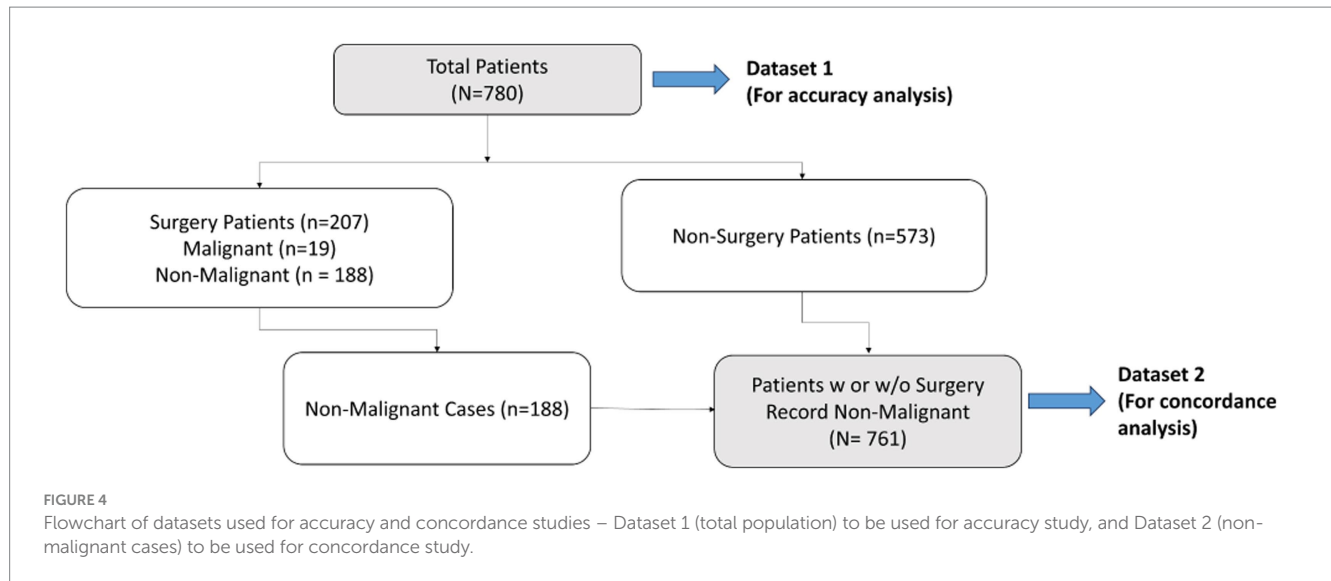 Total Patients
(N=780)
Dataset 1
(For accuracy analysis)
Surgery Patients (n=207)
Malignant (n=19)
Non-Malignant (n = 188)
Non-Surgery Patients (n=573)
Non-Malignant Cases (n=188)
Patients w or w/o Surgery
Record Non-Malignant
(N= 761)
Dataset 2
(For concordance
analysis)
FIGURE 4
Flowchart of datasets used for accuracy and concordance studies – Dataset 1 (total population) to be used for accuracy study, and Dataset 2 (non-
malignant cases) to be used for concordance study.